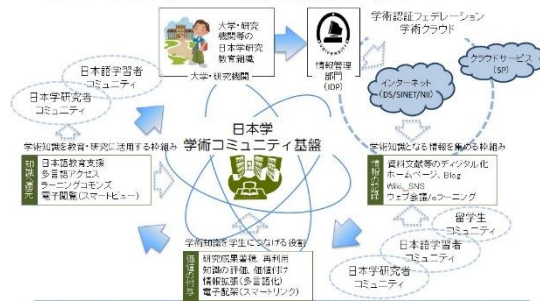 大学・研究
機関等の
日本学研究
教育組織
大学・研究機関
情報管理
部門
(IDP)
学術認証フェデレーション
学術クラウド
クラウドサービス
(SP)
インターネット
(DS/SINET/NII)
日本語学習者
コミュニティ
日本学研究者
コミュニティ
日本学
学術コミュニティ基盤
学術知識を教育・研究に活用する枠組み
知識の還元
日本語教育支援
多言語アクセス
ラーニングコモンズ
電子閲覧(スマートビュー)
学術知識となる情報を集める枠組み
資料文献等のディジタル化
ホームページ、Blog
Wiki、SNS
ウェブ会議/eラーニング
留学生
コミュニティ
日本語学習者
コミュニティ
日本学研究者
コミュニティ
学術知識を学生につなげる役割
価値の付与
研究成果蓄積、再利用
知識の評価、価値付け
情報拡張(多言語化)
電子配架(スマートリンク)